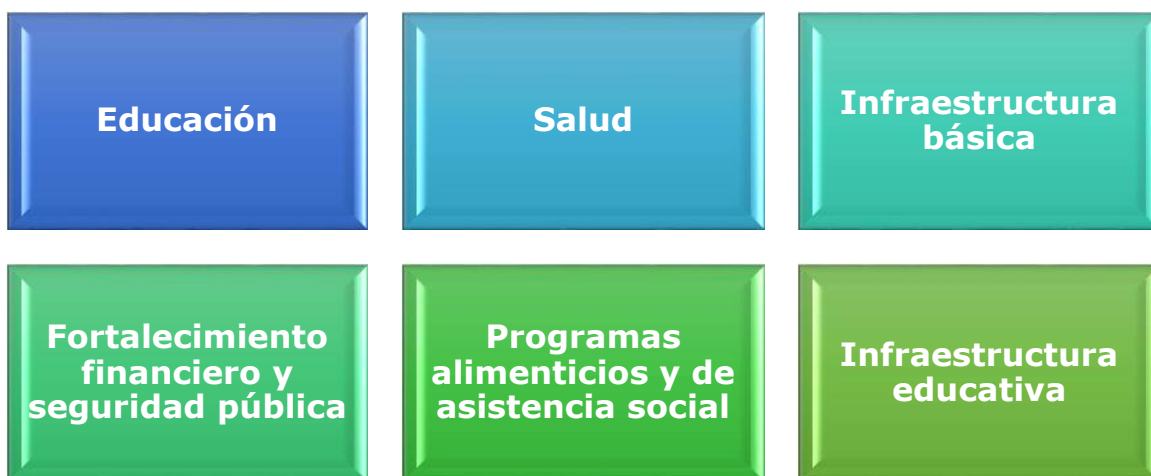 Educación
Salud
Infraestructura
básica
Fortalecimiento
financiero y
seguridad pública
Programas
alimenticios y de
asistencia social
Infraestructura
educativa